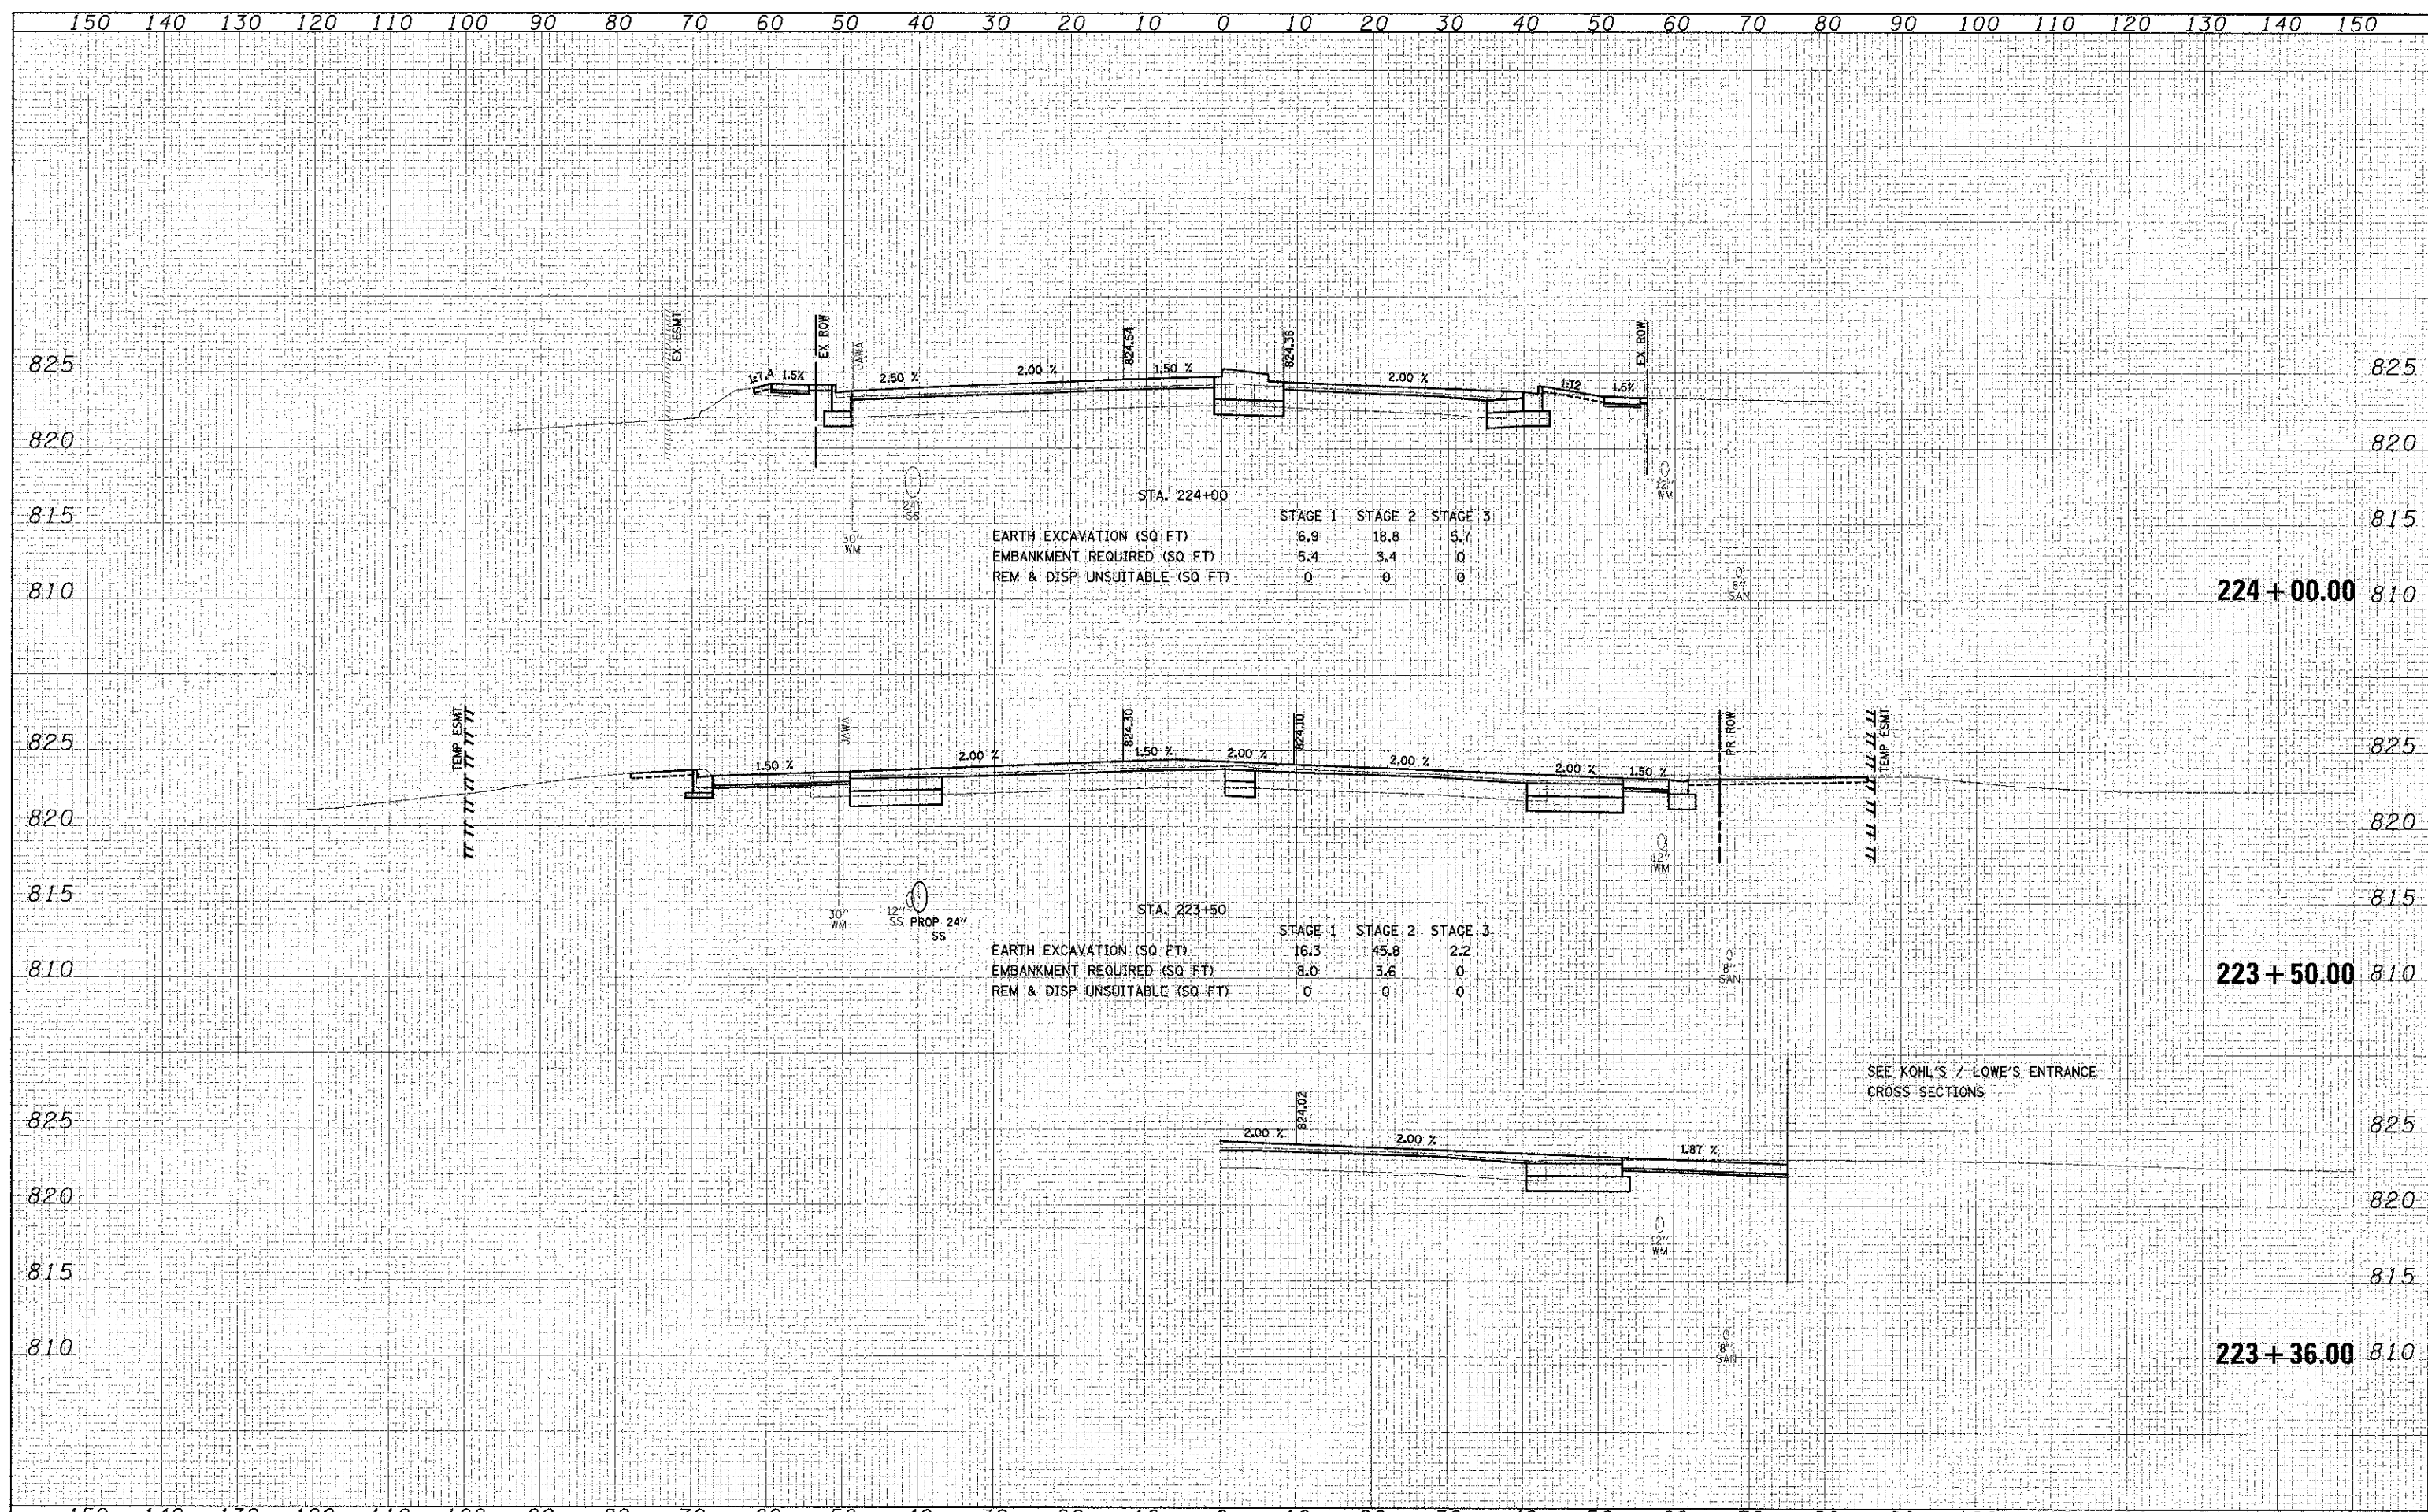 150 140 130 120 110 100 90 80 70 60 50 40 30 20 10 0 10 20 30 40 50 60 70 80 90 100 110 120 130 140 150
EX ESMT
EX ROW
JAWA
824.54
824.38
EX ROW
825 1.5% 2.50 % 2.00 % 1.50 % 2.00 % 1:12 1.5% 825
820 820
24"
SS
12"
WM
30"
WM
STA. 224+00
815 815
STAGE 1 STAGE 2 STAGE 3
EARTH EXCAVATION (SQ FT) 6.9 18.8 5.7
EMBANKMENT REQUIRED (SQ FT) 5.4 3.4 0
REM & DISP UNSUITABLE (SQ FT) 0 0 0
8"
SAN
810 224+00.00 810
TEMP ESMT
JAWA
824.30
824.10
PR ROW
TEMP ESMT
825 1.50 % 2.00 % 1.50 % 2.00 % 2.00 % 2.00 % 1.50 % 825
820 820
12"
WM
815 815
30"
WM
12"
SS PROP 24"
SS
STA. 223+50
STAGE 1 STAGE 2 STAGE 3
EARTH EXCAVATION (SQ FT) 16.3 45.8 2.2
EMBANKMENT REQUIRED (SQ FT) 8.0 3.6 0
REM & DISP UNSUITABLE (SQ FT) 0 0 0
8"
SAN
810 223+50.00 810
SEE KOHL'S / LOWE'S ENTRANCE
CROSS SECTIONS
824.02
825 2.00 % 2.00 % 1.87 % 825
820 820
12"
WM
815 815
8"
SAN
810 223+36.00 810